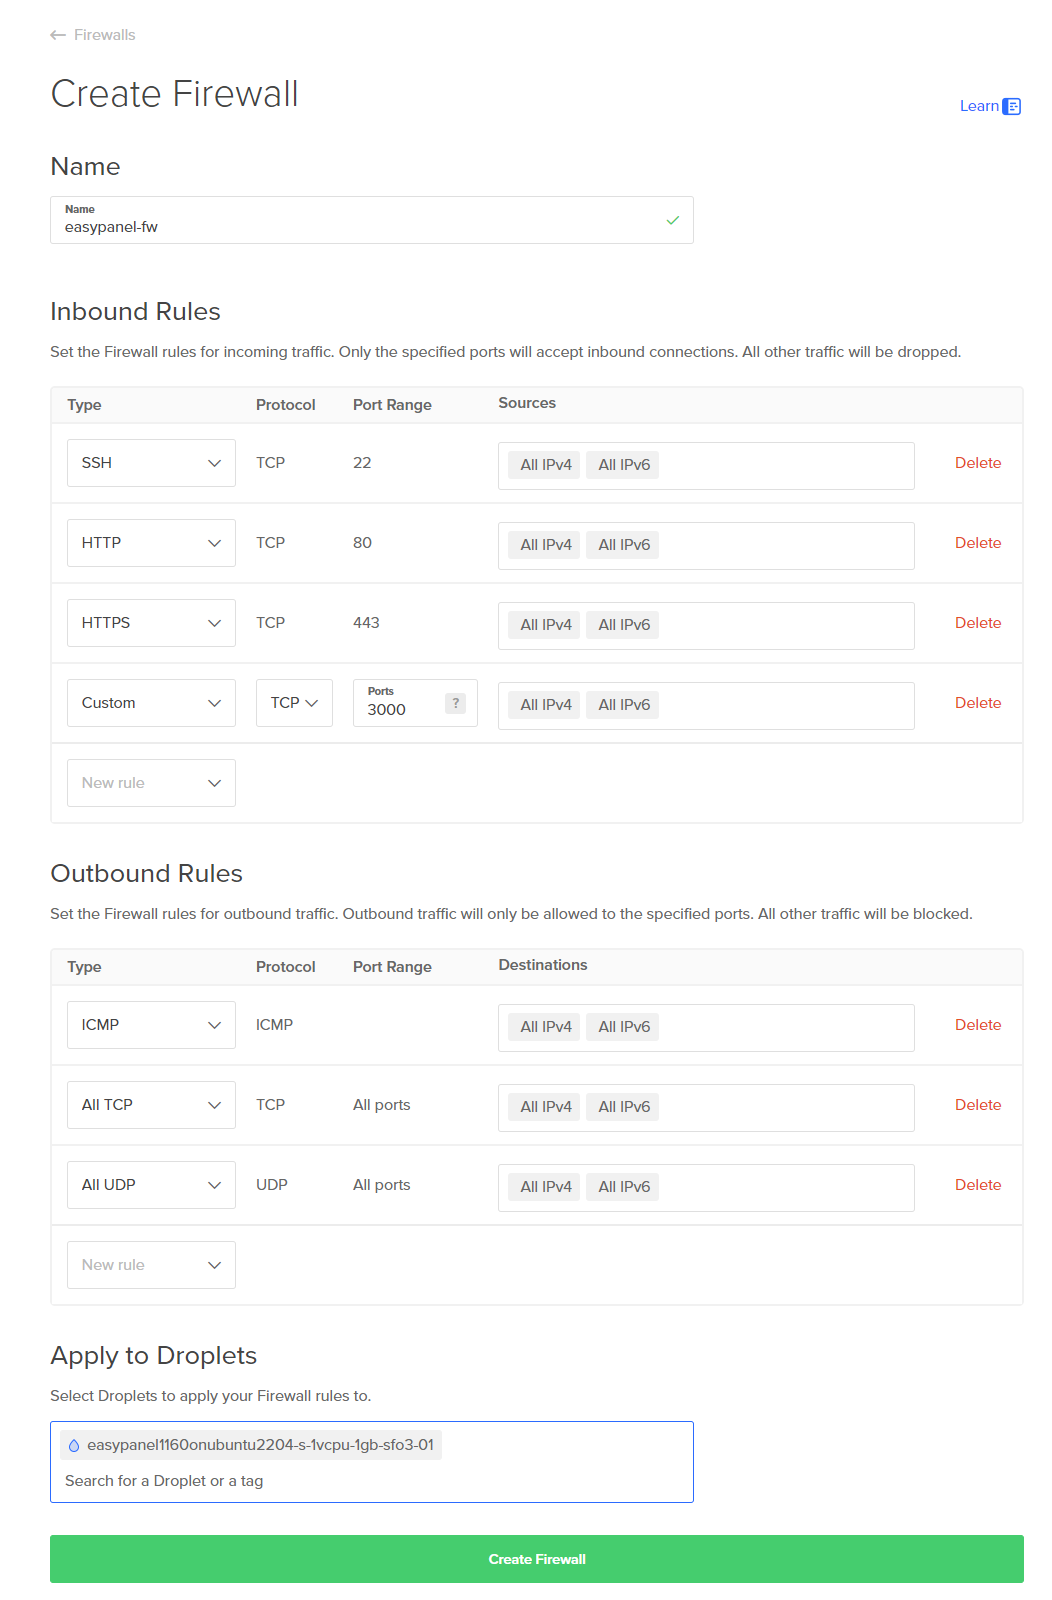 ← Firewalls
Create Firewall
Learn
Name
Name
easypanel-fw
Inbound Rules
Set the Firewall rules for incoming traffic. Only the specified ports will accept inbound connections. All other traffic will be dropped.
Type Protocol Port Range Sources
SSH TCP 22 All IPv4 All IPv6 Delete
HTTP TCP 80 All IPv4 All IPv6 Delete
HTTPS TCP 443 All IPv4 All IPv6 Delete
Ports
Custom TCP 3000 ? All IPv4 All IPv6 Delete
New rule
Outbound Rules
Set the Firewall rules for outbound traffic. Outbound traffic will only be allowed to the specified ports. All other traffic will be blocked.
Type Protocol Port Range Destinations
ICMP ICMP All IPv4 All IPv6 Delete
All TCP TCP All ports All IPv4 All IPv6 Delete
All UDP UDP All ports All IPv4 All IPv6 Delete
New rule
Apply to Droplets
Select Droplets to apply your Firewall rules to.
easypanel1160onubuntu2204-s-1vcpu-1gb-sfo3-01
Search for a Droplet or a tag
Create Firewall